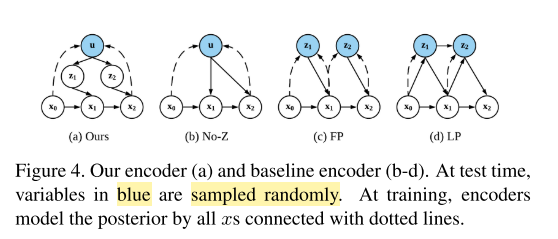 u u z₁ z₂ z₁ z₂
z₁ z₂
x₀ x₁ x₂ x₀ x₁ x₂ x₀ x₁ x₂ x₀ x₁ x₂
(a) Ours (b) No-Z (c) FP (d) LP
Figure 4. Our encoder (a) and baseline encoder (b-d). At test time,
variables in blue are sampled randomly. At training, encoders
model the posterior by all xs connected with dotted lines.